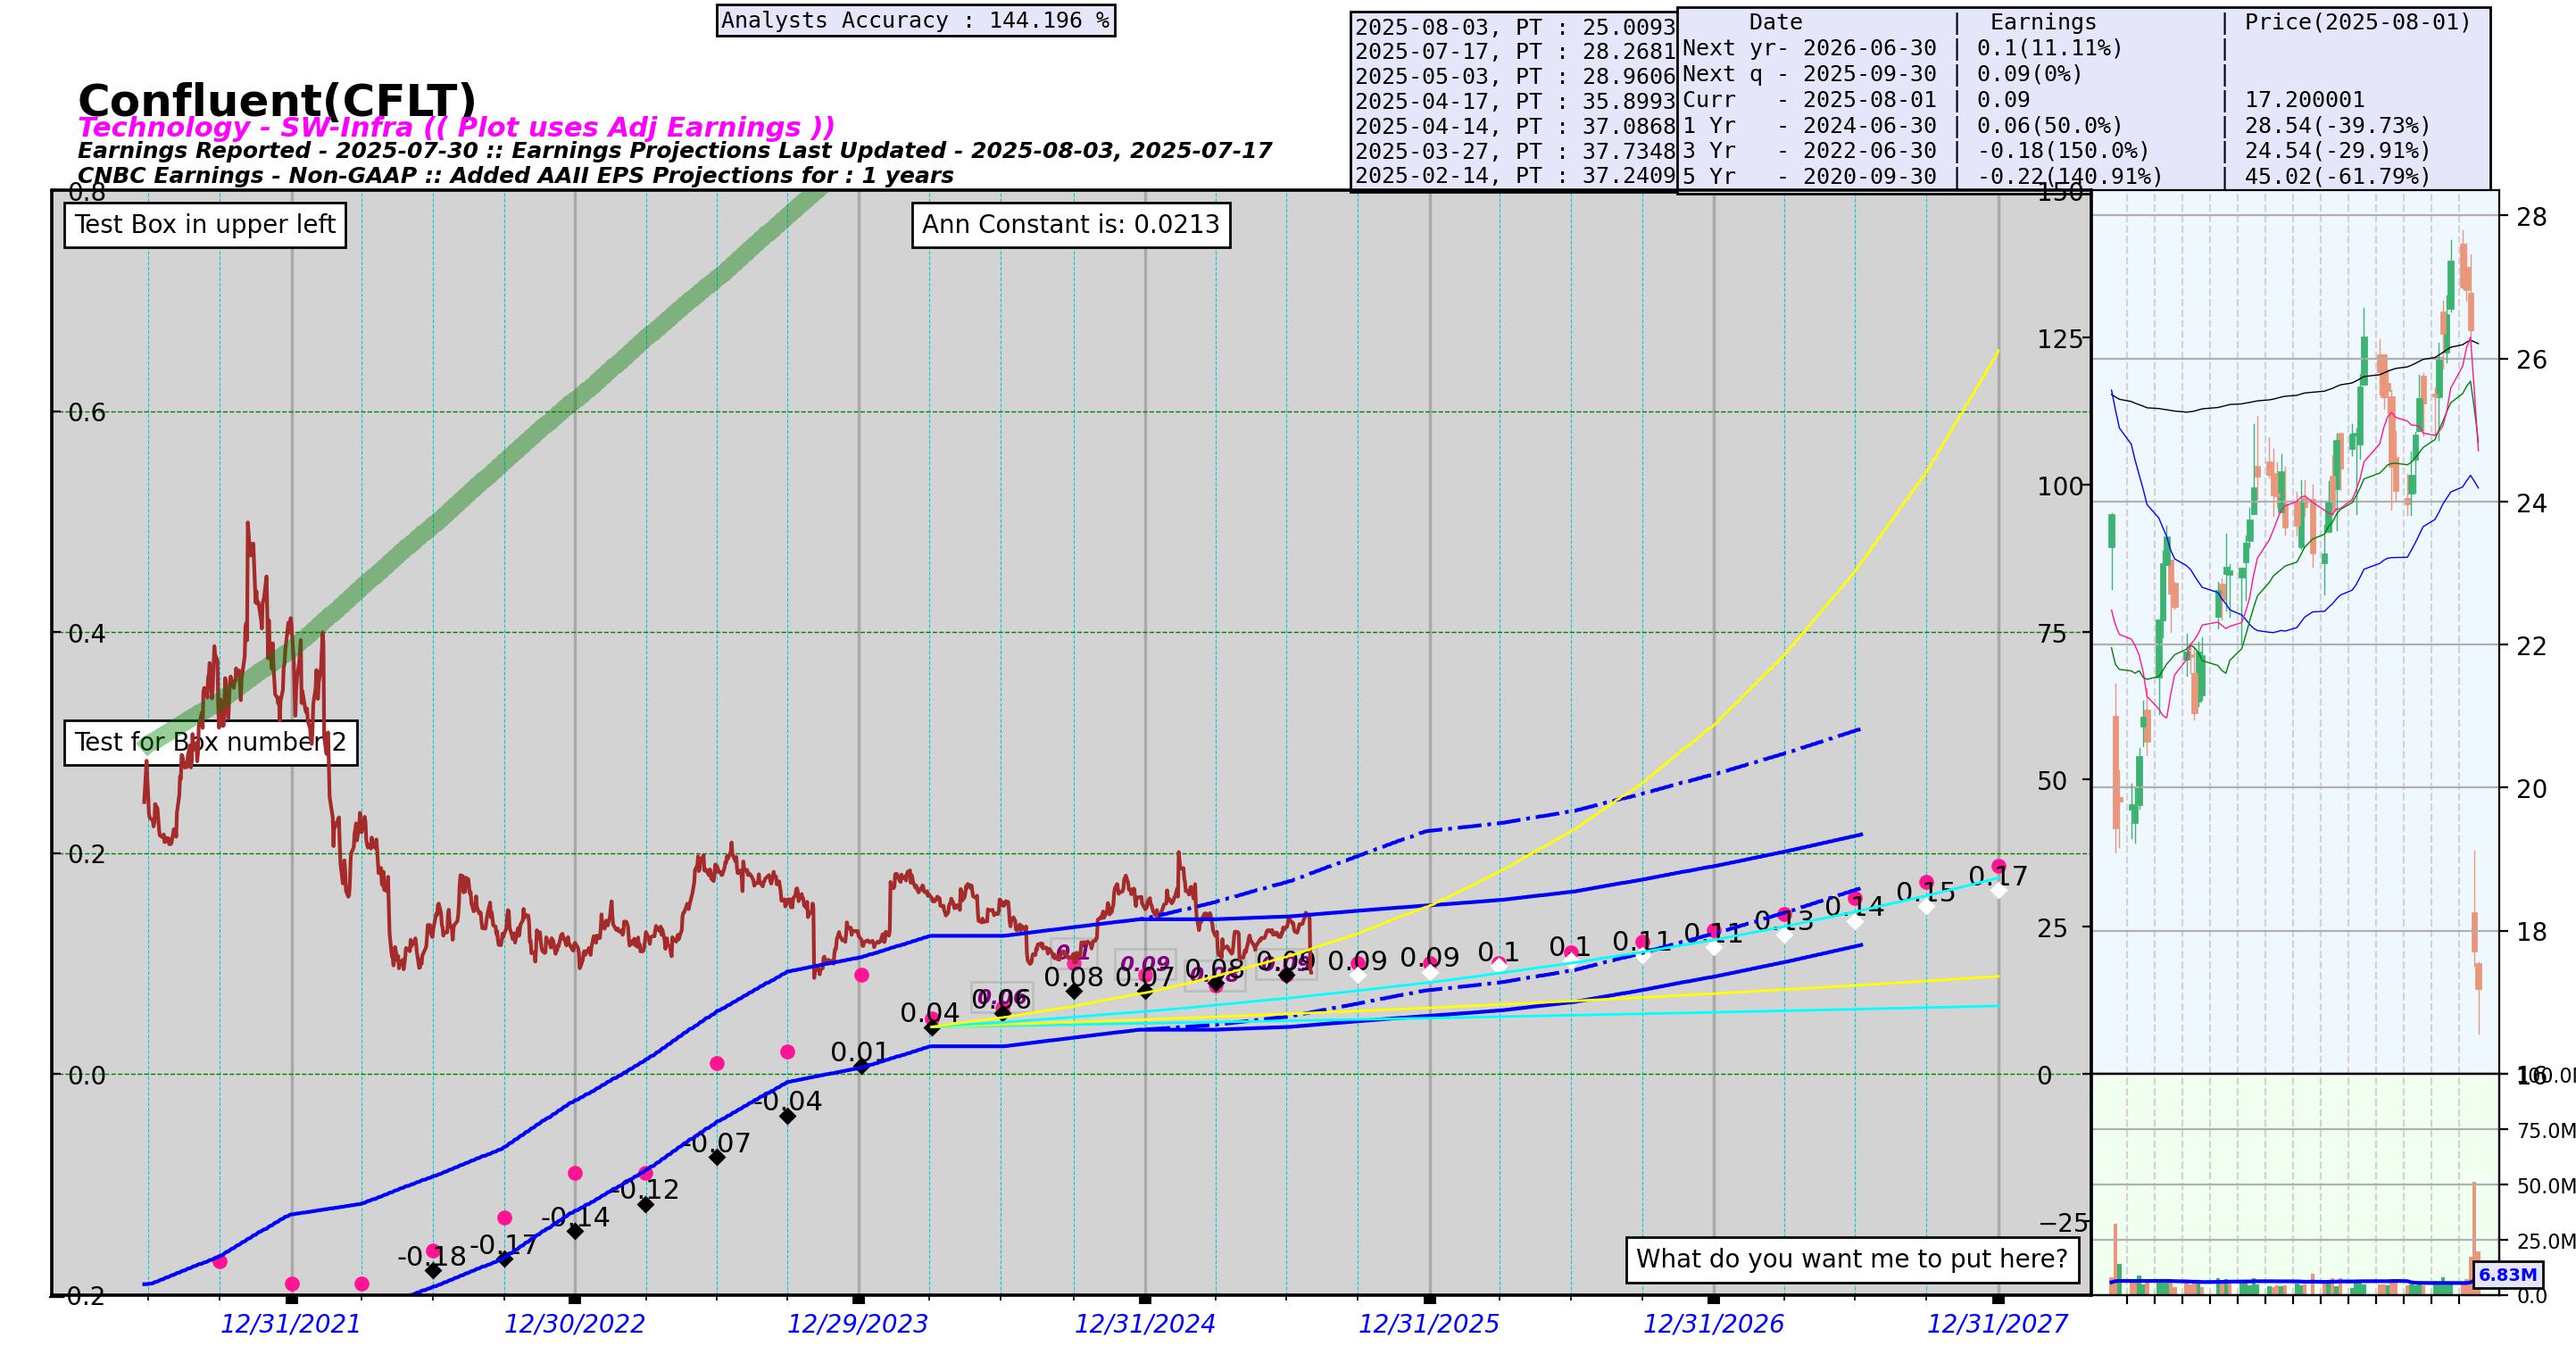 Analysts Accuracy : 144.196 %
2025-08-03, PT : 25.0093
2025-07-17, PT : 28.2681
2025-05-03, PT : 28.9606
2025-04-17, PT : 35.8993
2025-04-14, PT : 37.0868
2025-03-27, PT : 37.7348
2025-02-14, PT : 37.2409
Date | Earnings | Price(2025-08-01)
Next yr- 2026-06-30 | 0.1(11.11%) |
Next q - 2025-09-30 | 0.09(0%) |
Curr - 2025-08-01 | 0.09 | 17.200001
1 Yr - 2024-06-30 | 0.06(50.0%) | 28.54(-39.73%)
3 Yr - 2022-06-30 | -0.18(150.0%) | 24.54(-29.91%)
5 Yr - 2020-09-30 | -0.22(140.91%) | 45.02(-61.79%)
Confluent(CFLT)
Technology - SW-Infra (( Plot uses Adj Earnings ))
Earnings Reported - 2025-07-30 :: Earnings Projections Last Updated - 2025-08-03, 2025-07-17
CNBC Earnings - Non-GAAP :: Added AAII EPS Projections for : 1 years
Test Box in upper left
Ann Constant is: 0.0213
Test for Box number 2
What do you want me to put here?
0.8
0.6
0.4
0.2
0.0
−0.2
150
125
100
75
50
25
0
−25
28
26
24
22
20
18
16
75.0M
50.0M
25.0M
6.83M
0.0
-0.18
-0.17
-0.14
-0.12
-0.07
-0.04
0.01
0.04
0.06
0.06
0.1
0.08
0.09
0.07
0.08
0.09
0.09
0.09
0.1
0.1
0.11
0.11
0.13
0.14
0.15
0.17
12/31/2021
12/30/2022
12/29/2023
12/31/2024
12/31/2025
12/31/2026
12/31/2027